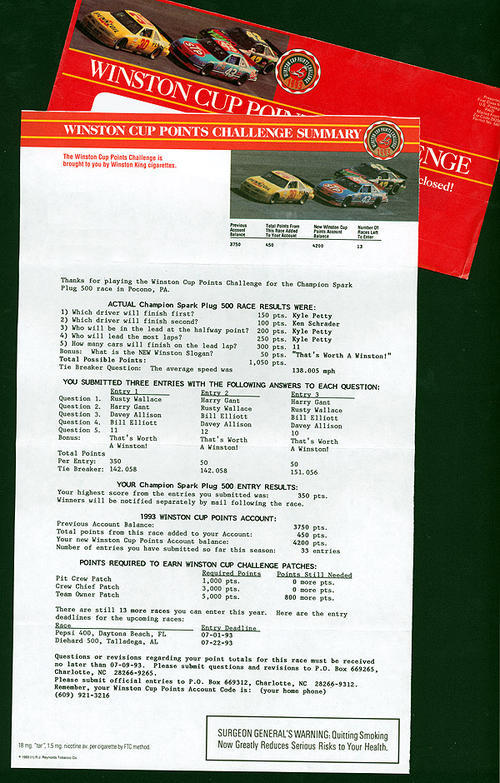 WINSTON CUP POIN
NGE
closed!
WINSTON CUP POINTS CHALLENGE SUMMARY
The Winston Cup Points Challenge is
brought to you by Winston King cigarettes.
Previous Account Balance
Total Points From This Race Added To Your Account
New Winston Cup Points Account Balance
Number Of Races Left To Enter
3750 450 4200 13
Thanks for playing the Winston Cup Points Challenge for the Champion Spark
Plug 500 race in Pocono, PA.
ACTUAL Champion Spark Plug 500 RACE RESULTS WERE:
1) Which driver will finish first? 150 pts. Kyle Petty
2) Which driver will finish second? 100 pts. Ken Schrader
3) Who will be in the lead at the halfway point? 200 pts. Kyle Petty
4) Who will lead the most laps? 250 pts. Kyle Petty
5) How many cars will finish on the lead lap? 300 pts. 11
Bonus: What is the NEW Winston Slogan? 50 pts. "That's Worth A Winston!"
Total Possible Points: 1,050 pts.
Tie Breaker Question: The average speed was 138.005 mph
YOU SUBMITTED THREE ENTRIES WITH THE FOLLOWING ANSWERS TO EACH QUESTION:
Entry 1 Entry 2 Entry 3
Question 1. Rusty Wallace Harry Gant Harry Gant
Question 2. Harry Gant Rusty Wallace Rusty Wallace
Question 3. Davey Allison Bill Elliott Davey Allison
Question 4. Bill Elliott Davey Allison Bill Elliott
Question 5. 11 12 10
Bonus: That's Worth That's Worth That's Worth
A Winston! A Winston! A Winston!
Total Points
Per Entry: 350 50 50
Tie Breaker: 142.058 142.058 151.056
YOUR Champion Spark Plug 500 ENTRY RESULTS:
Your highest score from the entries you submitted was: 350 pts.
Winners will be notified separately by mail following the race.
1993 WINSTON CUP POINTS ACCOUNT:
Previous Account Balance: 3750 pts.
Total points from this race added to your Account: 450 pts.
Your new Winston Cup Points Account balance: 4200 pts.
Number of entries you have submitted so far this season: 33 entries
POINTS REQUIRED TO EARN WINSTON CUP CHALLENGE PATCHES:
Required Points Points Still Needed
Pit Crew Patch 1,000 pts. 0 more pts.
Crew Chief Patch 3,000 pts. 0 more pts.
Team Owner Patch 5,000 pts. 800 more pts.
There are still 13 more races you can enter this year. Here are the entry
deadlines for the upcoming races:
Race Entry Deadline
Pepsi 400, Daytona Beach, FL 07-01-93
Diehard 500, Talladega, AL 07-22-93
Questions or revisions regarding your point totals for this race must be received
no later than 07-09-93. Please submit questions and revisions to P.O. Box 669265,
Charlotte, NC 28266-9265.
Please submit official entries to P.O. Box 669312, Charlotte, NC 28266-9312.
Remember, your Winston Cup Points Account Code is: (your home phone)
(609) 921-3216
SURGEON GENERAL'S WARNING: Quitting Smoking
Now Greatly Reduces Serious Risks to Your Health.
18 mg. "tar", 1.5 mg. nicotine av. per cigarette by FTC method.
© 1993 R.J. Reynolds Tobacco Co.